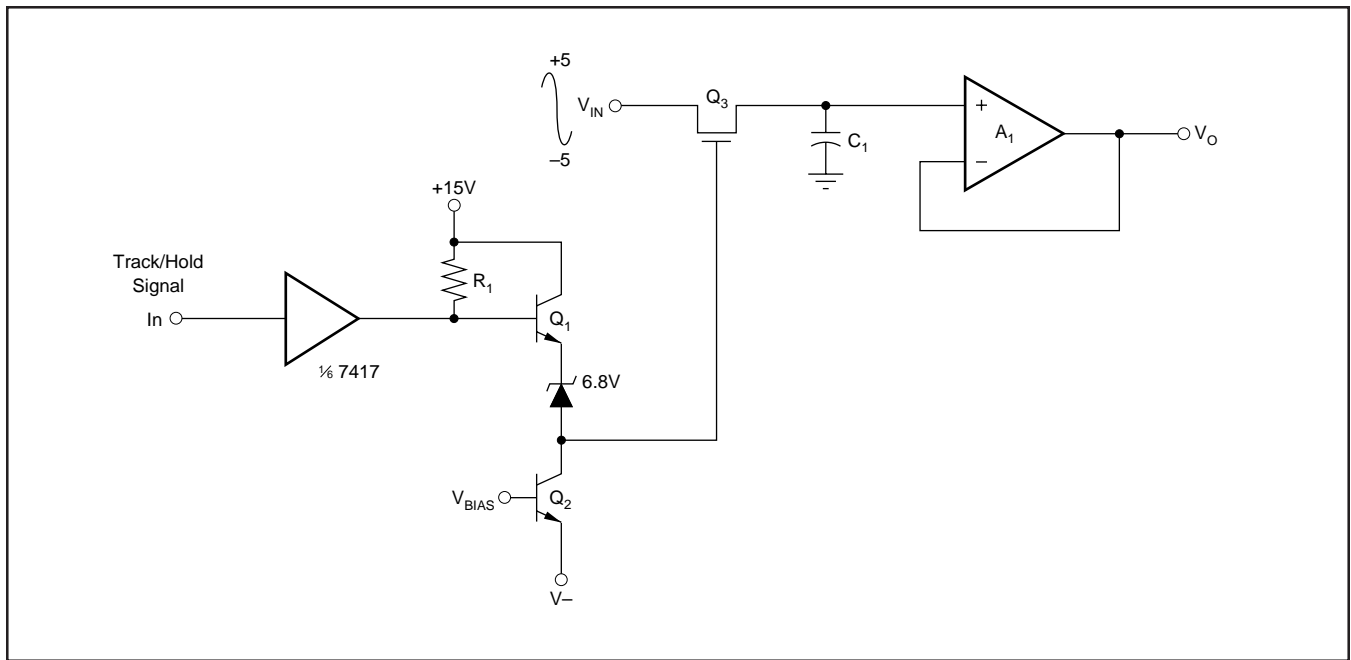 +5
V_IN
–5
Q_3
C_1
+
A_1
–
V_O
+15V
R_1
Track/Hold
Signal
In
⅙ 7417
Q_1
6.8V
V_BIAS
Q_2
V–